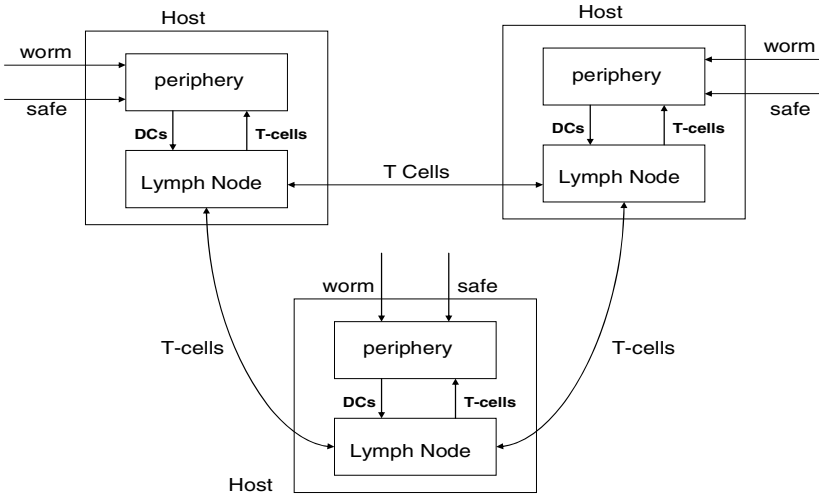 Host
worm
periphery
safe
DCs
T-cells
Lymph Node
Host
worm
periphery
safe
DCs
T-cells
Lymph Node
T Cells
worm
safe
periphery
T-cells
T-cells
DCs
T-cells
Lymph Node
Host